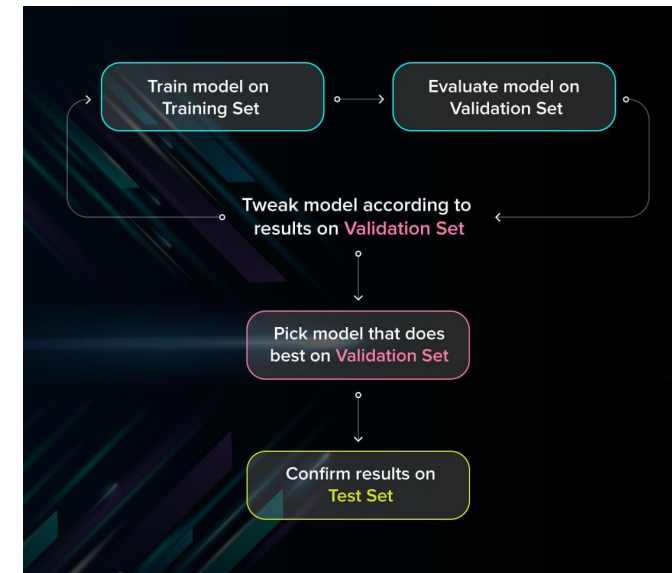 Train model on
Training Set
Evaluate model on
Validation Set
Tweak model according to
results on Validation Set
Pick model that does
best on Validation Set
Confirm results on
Test Set